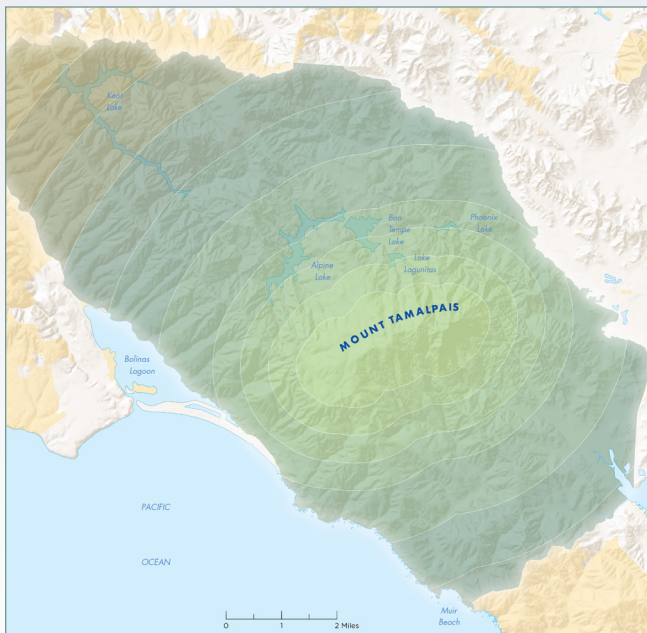 Kent
Lake
Bon
Tempe
Lake
Phoenix
Lake
Alpine
Lake
Lake
Lagunitas
MOUNT TAMALPAIS
Bolinas
Lagoon
PACIFIC
OCEAN
Muir
Beach
0 1 2 Miles